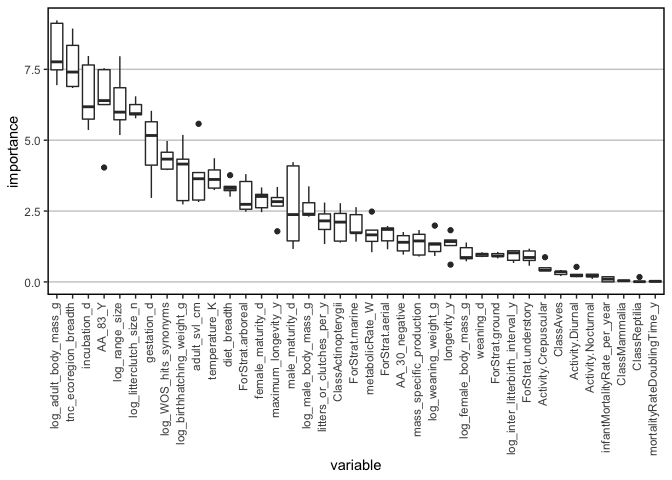 importance
7.5
5.0
2.5
0.0
log_adult_body_mass_g
tnc_ecoregion_breadth
incubation_d
AA_83_Y
log_range_size
log_litterclutch_size_n
gestation_d
log_WOS_hits_synonyms
log_birthhatching_weight_g
adult_svl_cm
temperature_K
diet_breadth
ForStrat.arboreal
female_maturity_d
maximum_longevity_y
male_maturity_d
log_male_body_mass_g
litters_or_clutches_per_y
ClassActinopterygii
ForStrat.marine
metabolicRate_W
ForStrat.aerial
AA_30_negative
mass_specific_production
log_weaning_weight_g
longevity_y
log_female_body_mass_g
weaning_d
ForStrat.ground
log_inter_litterbirth_interval_y
ForStrat.understory
Activity.Crepuscular
ClassAves
Activity.Diurnal
Activity.Nocturnal
infantMortalityRate_per_year
ClassMammalia
ClassReptilia
mortalityRateDoublingTime_y
variable